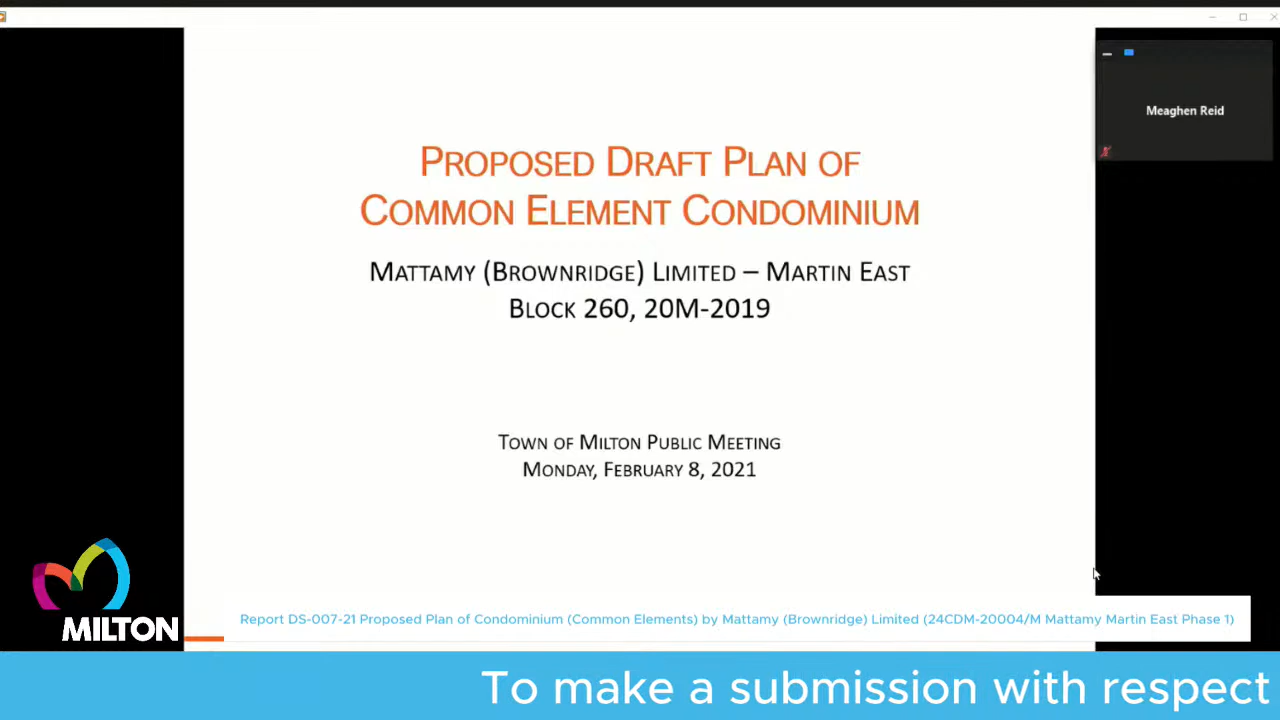 Meaghen Reid
PROPOSED DRAFT PLAN OF
COMMON ELEMENT CONDOMINIUM
MATTAMY (BROWNRIDGE) LIMITED – MARTIN EAST
BLOCK 260, 20M-2019
TOWN OF MILTON PUBLIC MEETING
MONDAY, FEBRUARY 8, 2021
MILTON
Report DS-007-21 Proposed Plan of Condominium (Common Elements) by Mattamy (Brownridge) Limited (24CDM-20004/M Mattamy Martin East Phase 1)
To make a submission with respect